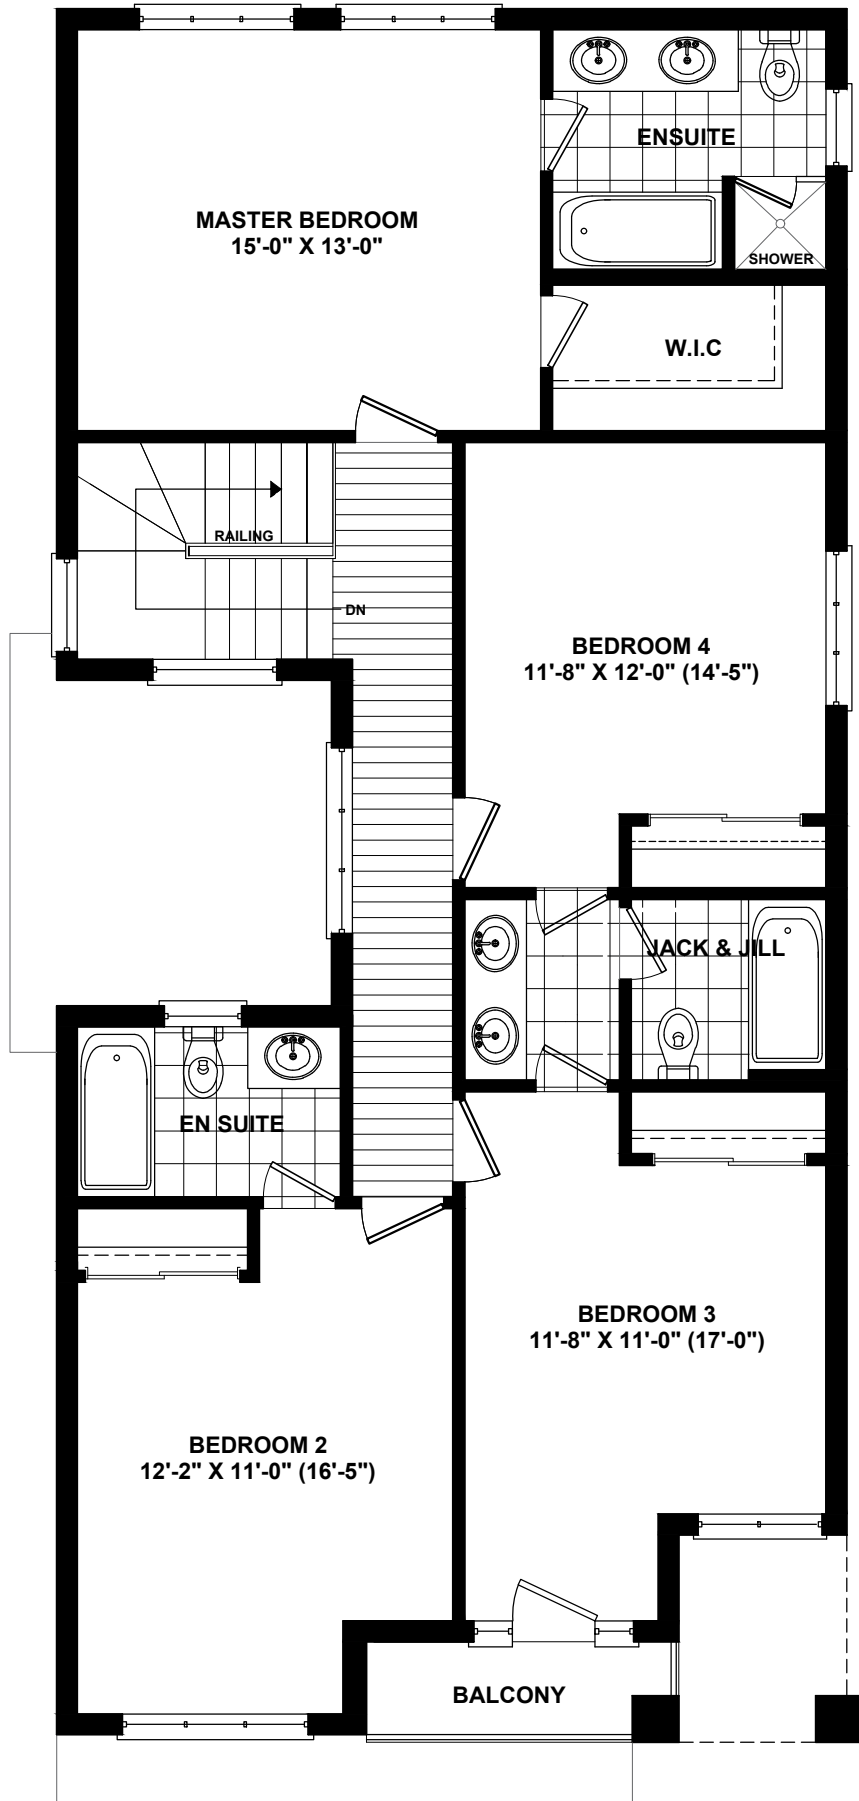 ENSUITE
MASTER BEDROOM
15'-0" X 13'-0"
SHOWER
W.I.C
RAILING
DN
BEDROOM 4
11'-8" X 12'-0" (14'-5")
JACK & JILL
EN SUITE
BEDROOM 3
11'-8" X 11'-0" (17'-0")
BEDROOM 2
12'-2" X 11'-0" (16'-5")
BALCONY